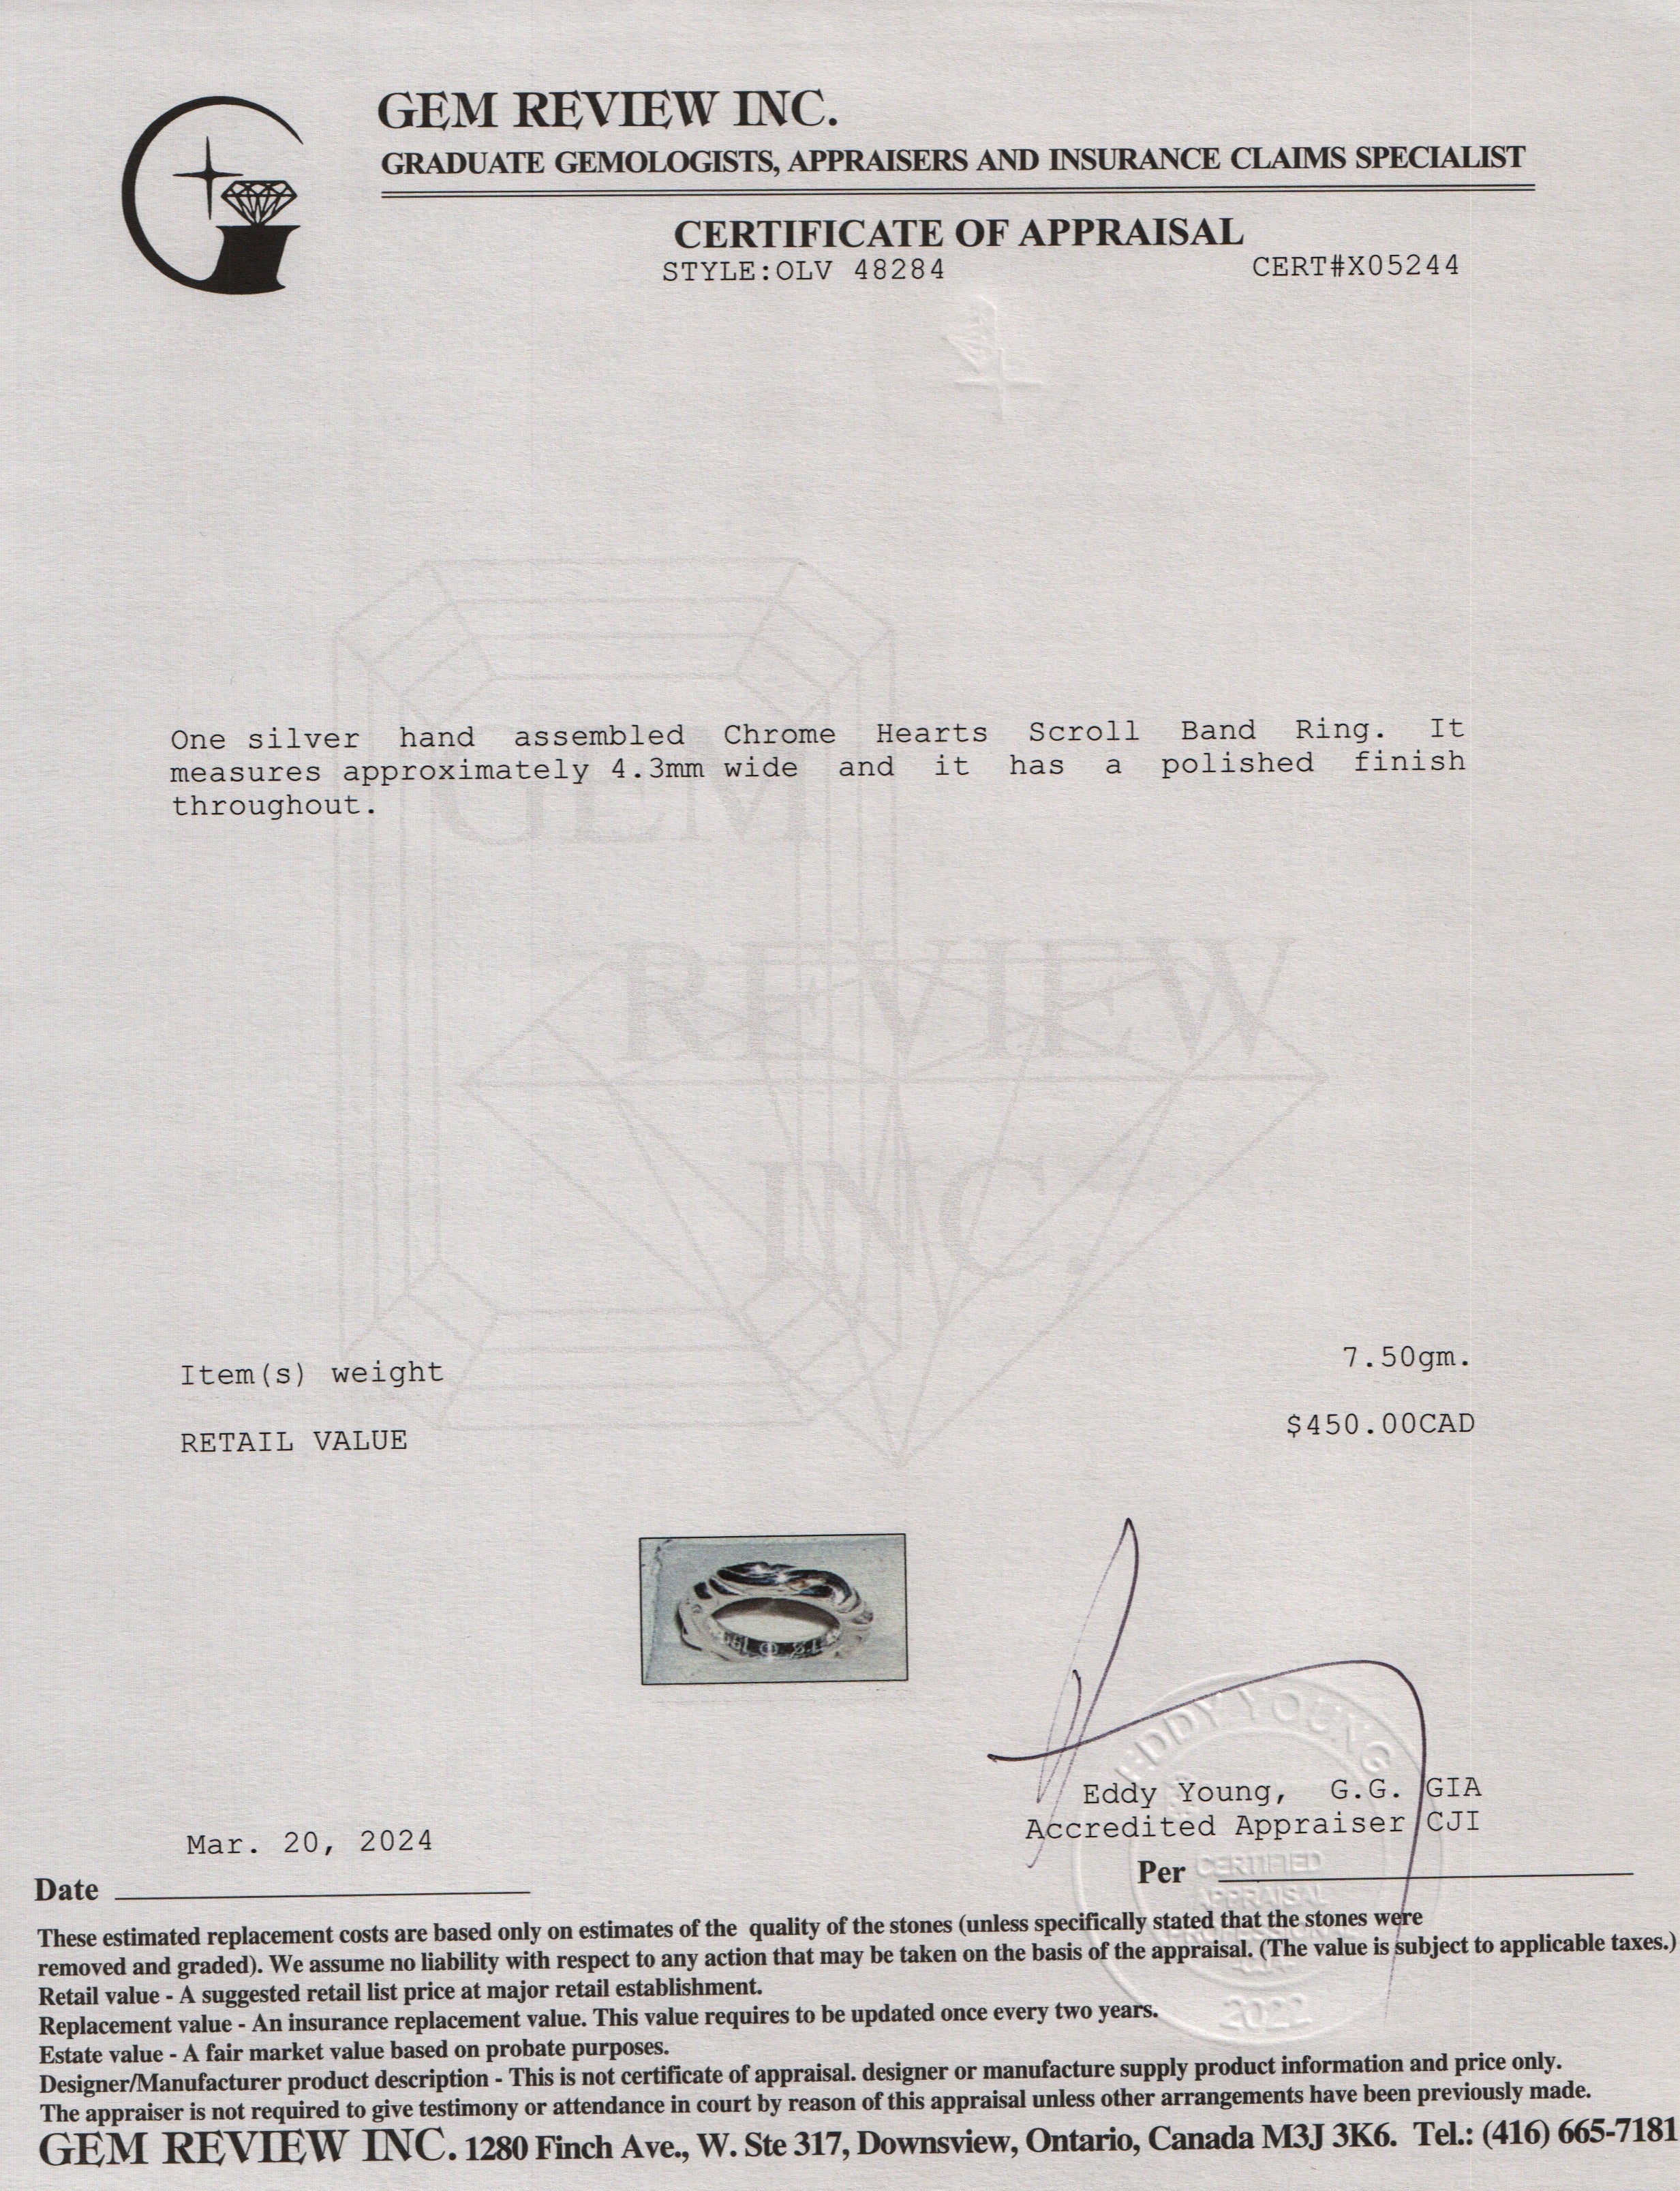 GEM REVIEW INC.
GRADUATE GEMOLOGISTS, APPRAISERS AND INSURANCE CLAIMS SPECIALIST
CERTIFICATE OF APPRAISAL
STYLE:OLV 48284 CERT#X05244
One silver hand assembled Chrome Hearts Scroll Band Ring. It
measures approximately 4.3mm wide and it has a polished finish
throughout.
GEM
REVIEW
INC.
Item(s) weight 7.50gm.
RETAIL VALUE $450.00CAD
EDDY YOUNG
Eddy Young, G.G. GIA
Accredited Appraiser CJI
Mar. 20, 2024
Date
Per
CERTIFIED
APPRAISAL
2022
These estimated replacement costs are based only on estimates of the quality of the stones (unless specifically stated that the stones were
removed and graded). We assume no liability with respect to any action that may be taken on the basis of the appraisal. (The value is subject to applicable taxes.)
Retail value - A suggested retail list price at major retail establishment.
Replacement value - An insurance replacement value. This value requires to be updated once every two years.
Estate value - A fair market value based on probate purposes.
Designer/Manufacturer product description - This is not certificate of appraisal. designer or manufacture supply product information and price only.
The appraiser is not required to give testimony or attendance in court by reason of this appraisal unless other arrangements have been previously made.
GEM REVIEW INC. 1280 Finch Ave., W. Ste 317, Downsview, Ontario, Canada M3J 3K6. Tel.: (416) 665-7181